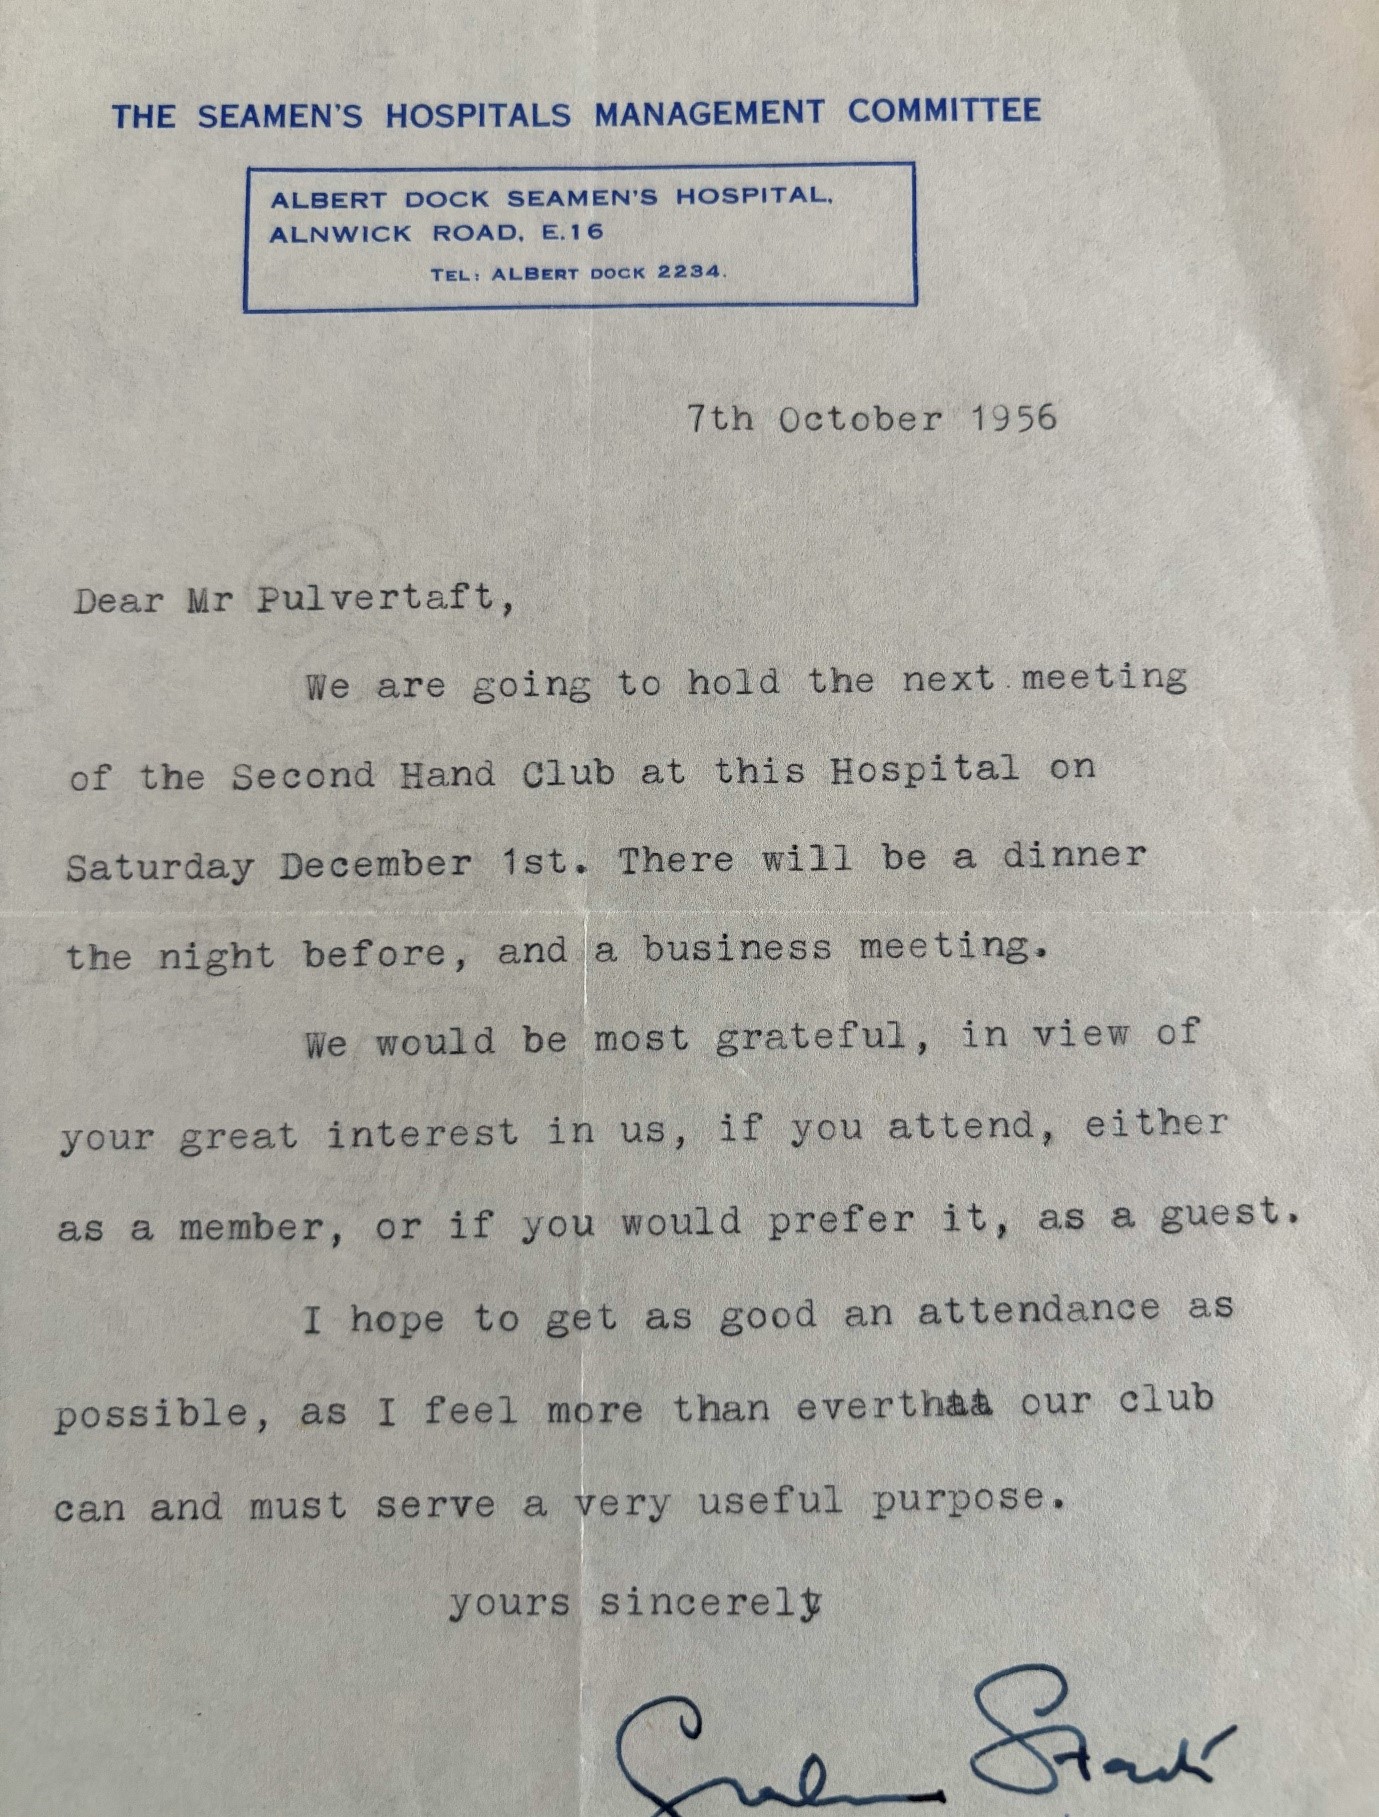 THE SEAMEN'S HOSPITALS MANAGEMENT COMMITTEE
ALBERT DOCK SEAMEN'S HOSPITAL,
ALNWICK ROAD, E.16
TEL: ALBERT DOCK 2234.
7th October 1956
Dear Mr Pulvertaft,
We are going to hold the next meeting
of the Second Hand Club at this Hospital on
Saturday December 1st. There will be a dinner
the night before, and a business meeting.
We would be most grateful, in view of
your great interest in us, if you attend, either
as a member, or if you would prefer it, as a guest.
I hope to get as good an attendance as
possible, as I feel more than everthat our club
can and must serve a very useful purpose.
yours sincerely
Graham Stack